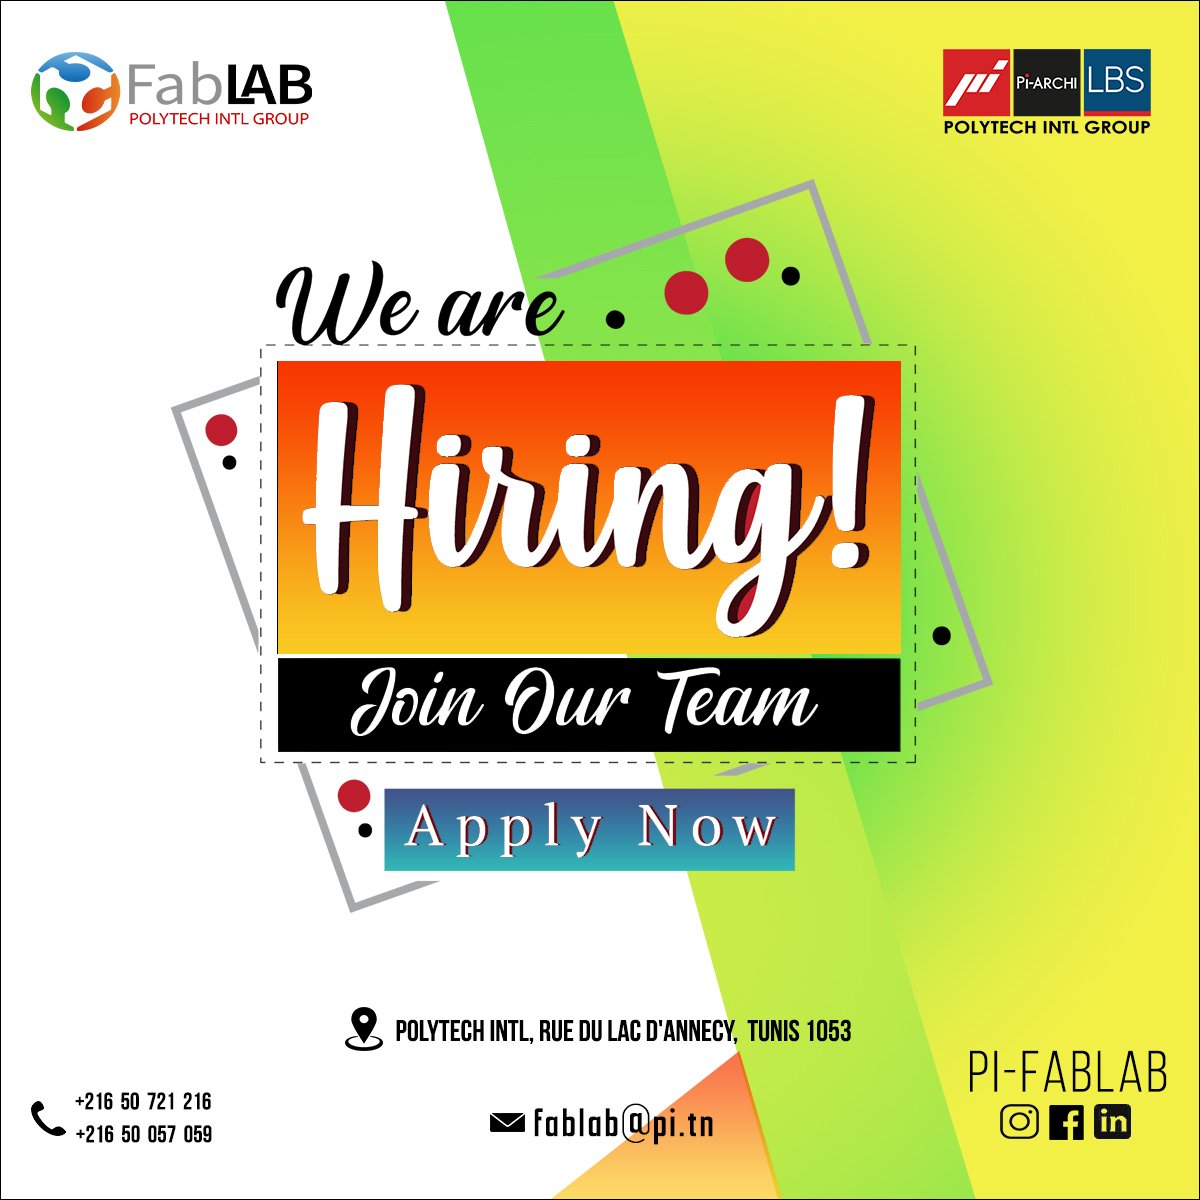 FabLAB
POLYTECH INTL GROUP
pi
Pi-ARCHI
LBS
POLYTECH INTL GROUP
We are
Hiring!
Join Our Team
Apply Now
POLYTECH INTL, RUE DU LAC D'ANNECY, TUNIS 1053
+216 50 721 216
+216 50 057 059
fablab@pi.tn
PI-FABLAB